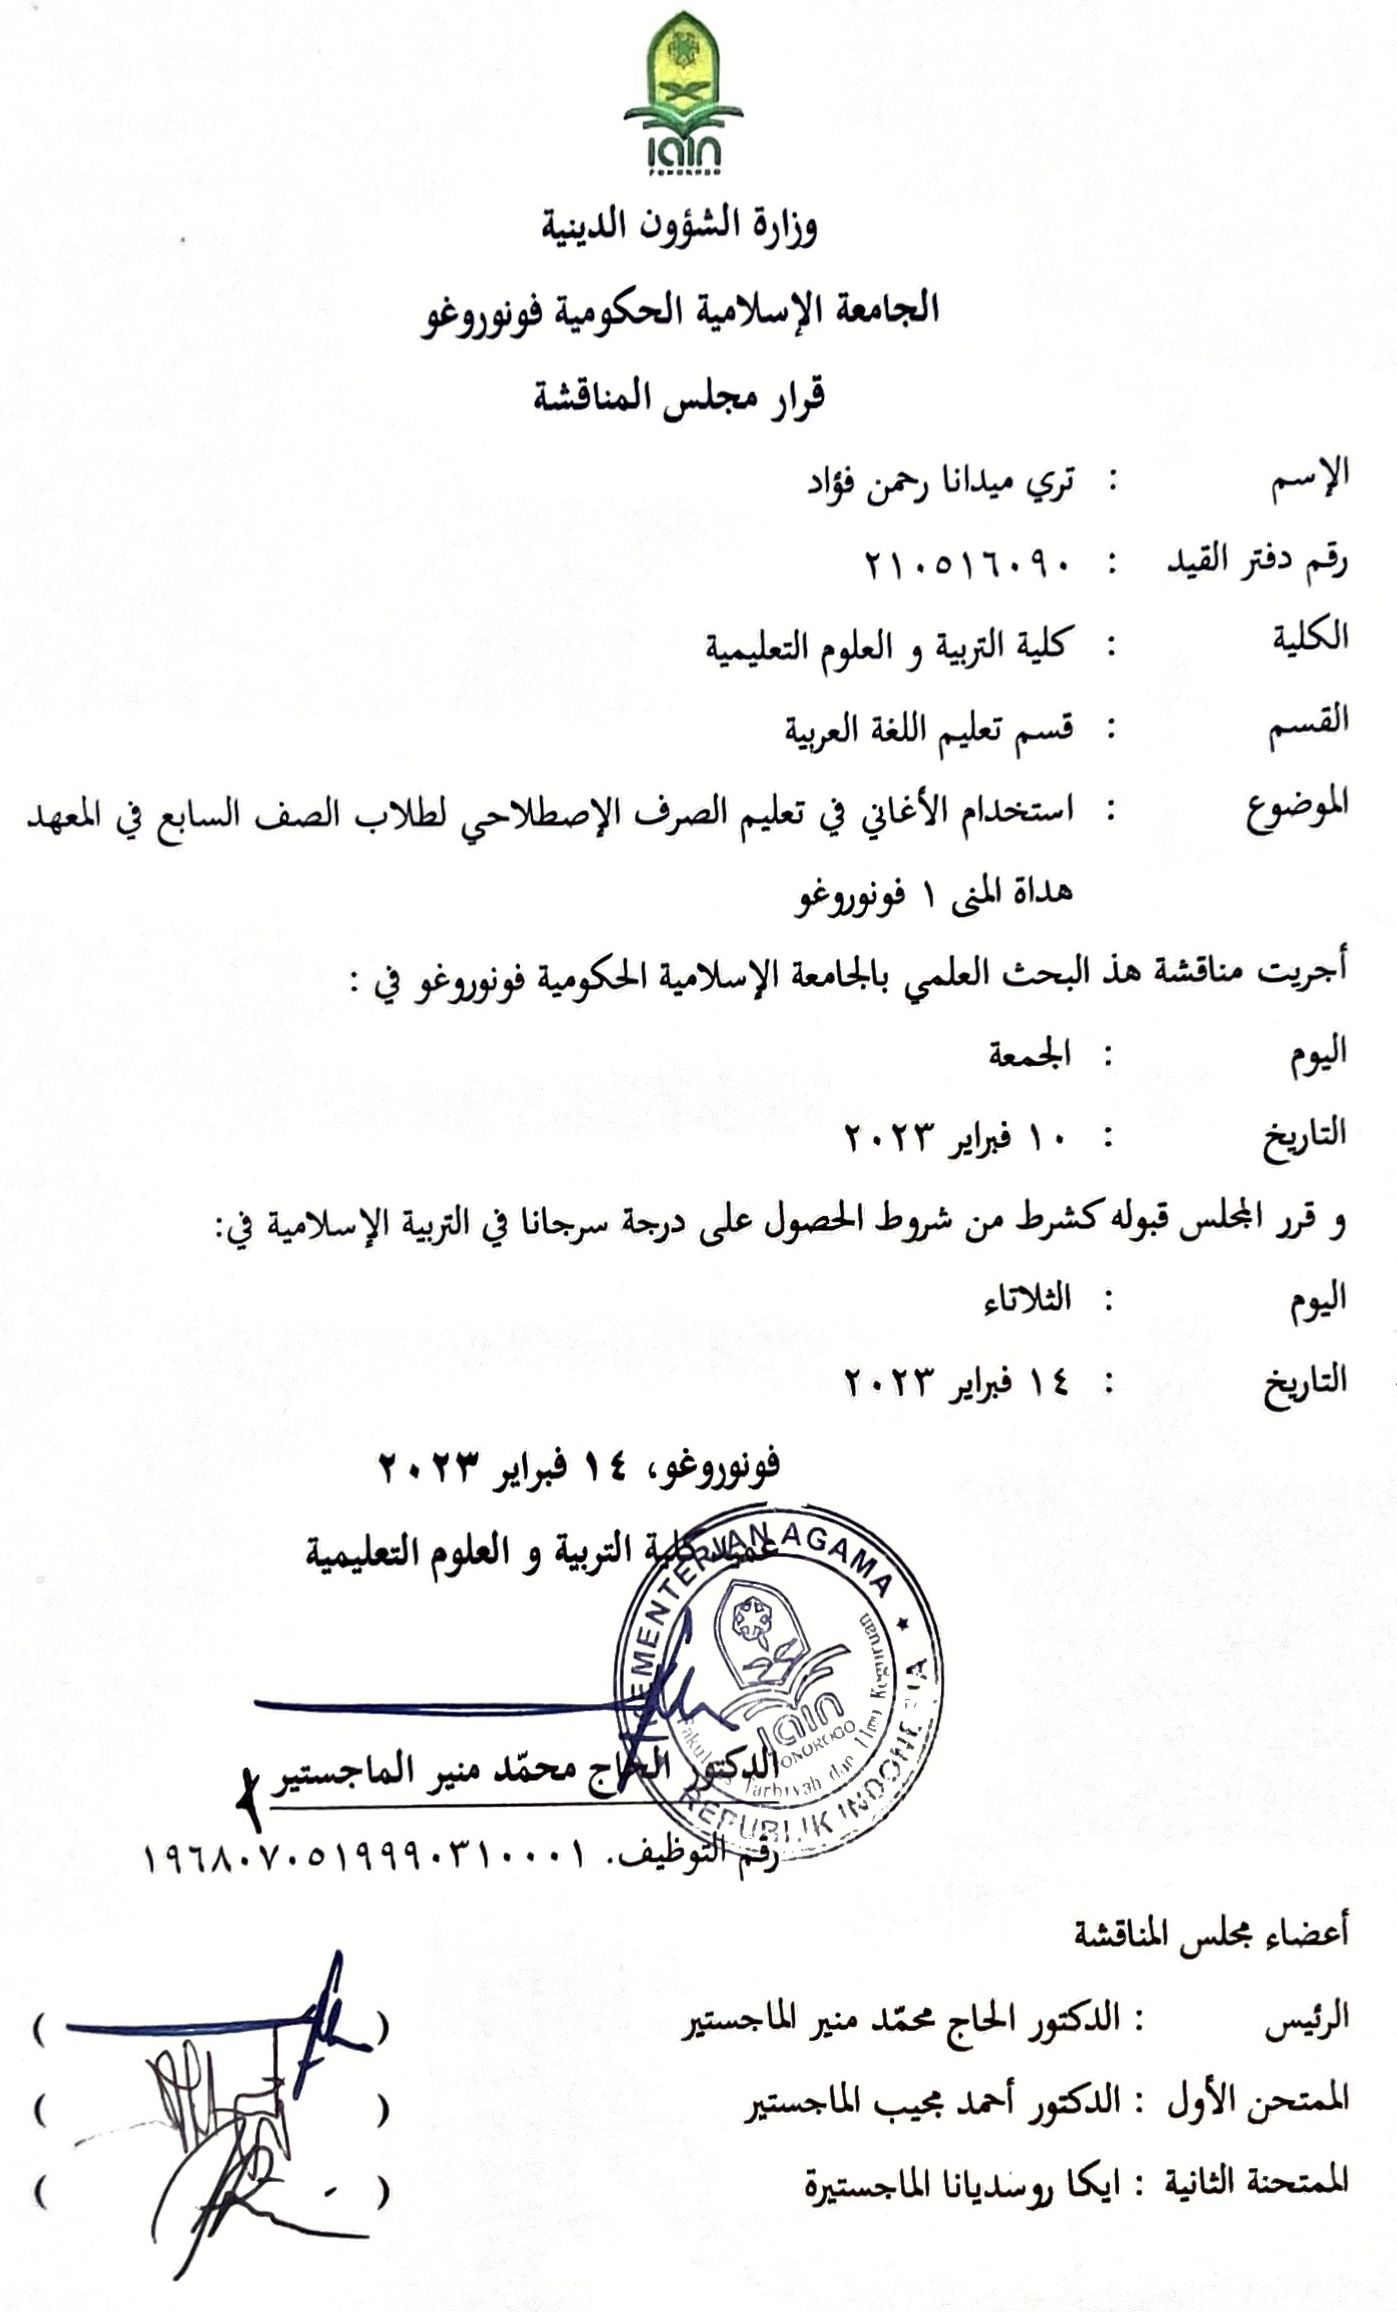 iain
PONOROGO
وزارة الشؤون الدينية
الجامعة الإسلامية الحكومية فونوروغو
قرار مجلس المناقشة
الإسم : تري ميدانا رحمن فؤاد
رقم دفتر القيد : ٢١٠٥١٦٠٩٠
الكلية : كلية التربية و العلوم التعليمية
القسم : قسم تعليم اللغة العربية
الموضوع : استخدام الأغاني في تعليم الصرف الإصطلاحي لطلاب الصف السابع في المعهد
هداة المنى ١ فونوروغو
أجريت مناقشة هذ البحث العلمي بالجامعة الإسلامية الحكومية فونوروغو في :
اليوم : الجمعة
التاريخ : ١٠ فبراير ٢٠٢٣
و قرر المجلس قبوله كشرط من شروط الحصول على درجة سرجانا في التربية الإسلامية في:
اليوم : الثلاثاء
التاريخ : ١٤ فبراير ٢٠٢٣
فونوروغو، ١٤ فبراير ٢٠٢٣
عميد كلية التربية و العلوم التعليمية
KEMENTERIAN AGAMA
REPUBLIK INDONESIA
Fakultas Tarbiyah dan Ilmu Keguruan
iain
PONOROGO
الدكتور الحاج محمّد منير الماجستير
رقم التوظيف. ١٩٦٨٠٧٠٥١٩٩٩٠٣١٠٠٠١
أعضاء مجلس المناقشة
الرئيس : الدكتور الحاج محمّد منير الماجستير ( )
الممتحن الأول : الدكتور أحمد مجيب الماجستير ( )
الممتحنة الثانية : ايكا روسديانا الماجستيرة ( )